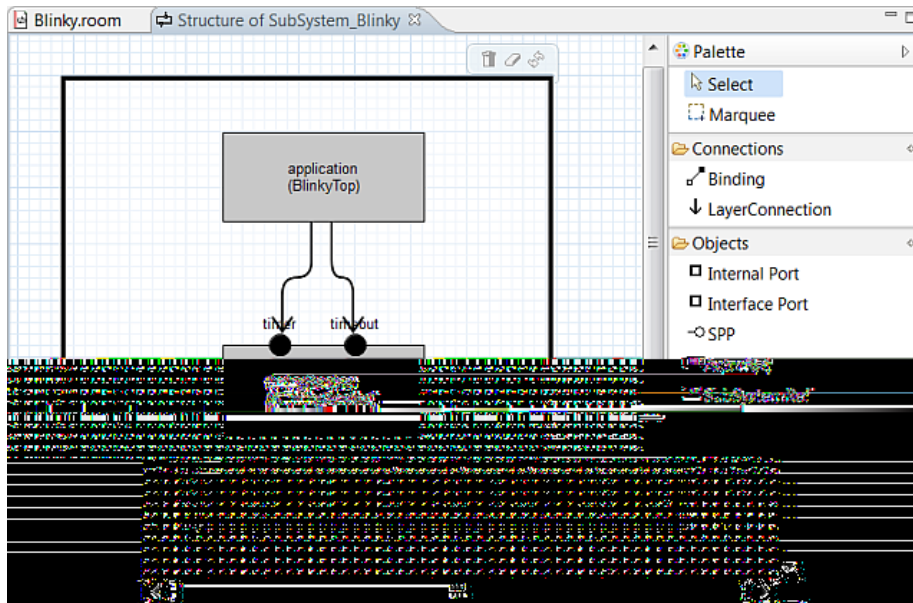 Blinky.room
Structure of SubSystem_Blinky
Palette
Select
Marquee
Connections
Binding
LayerConnection
Objects
Internal Port
Interface Port
SPP
application
(BlinkyTop)
timer
timeout